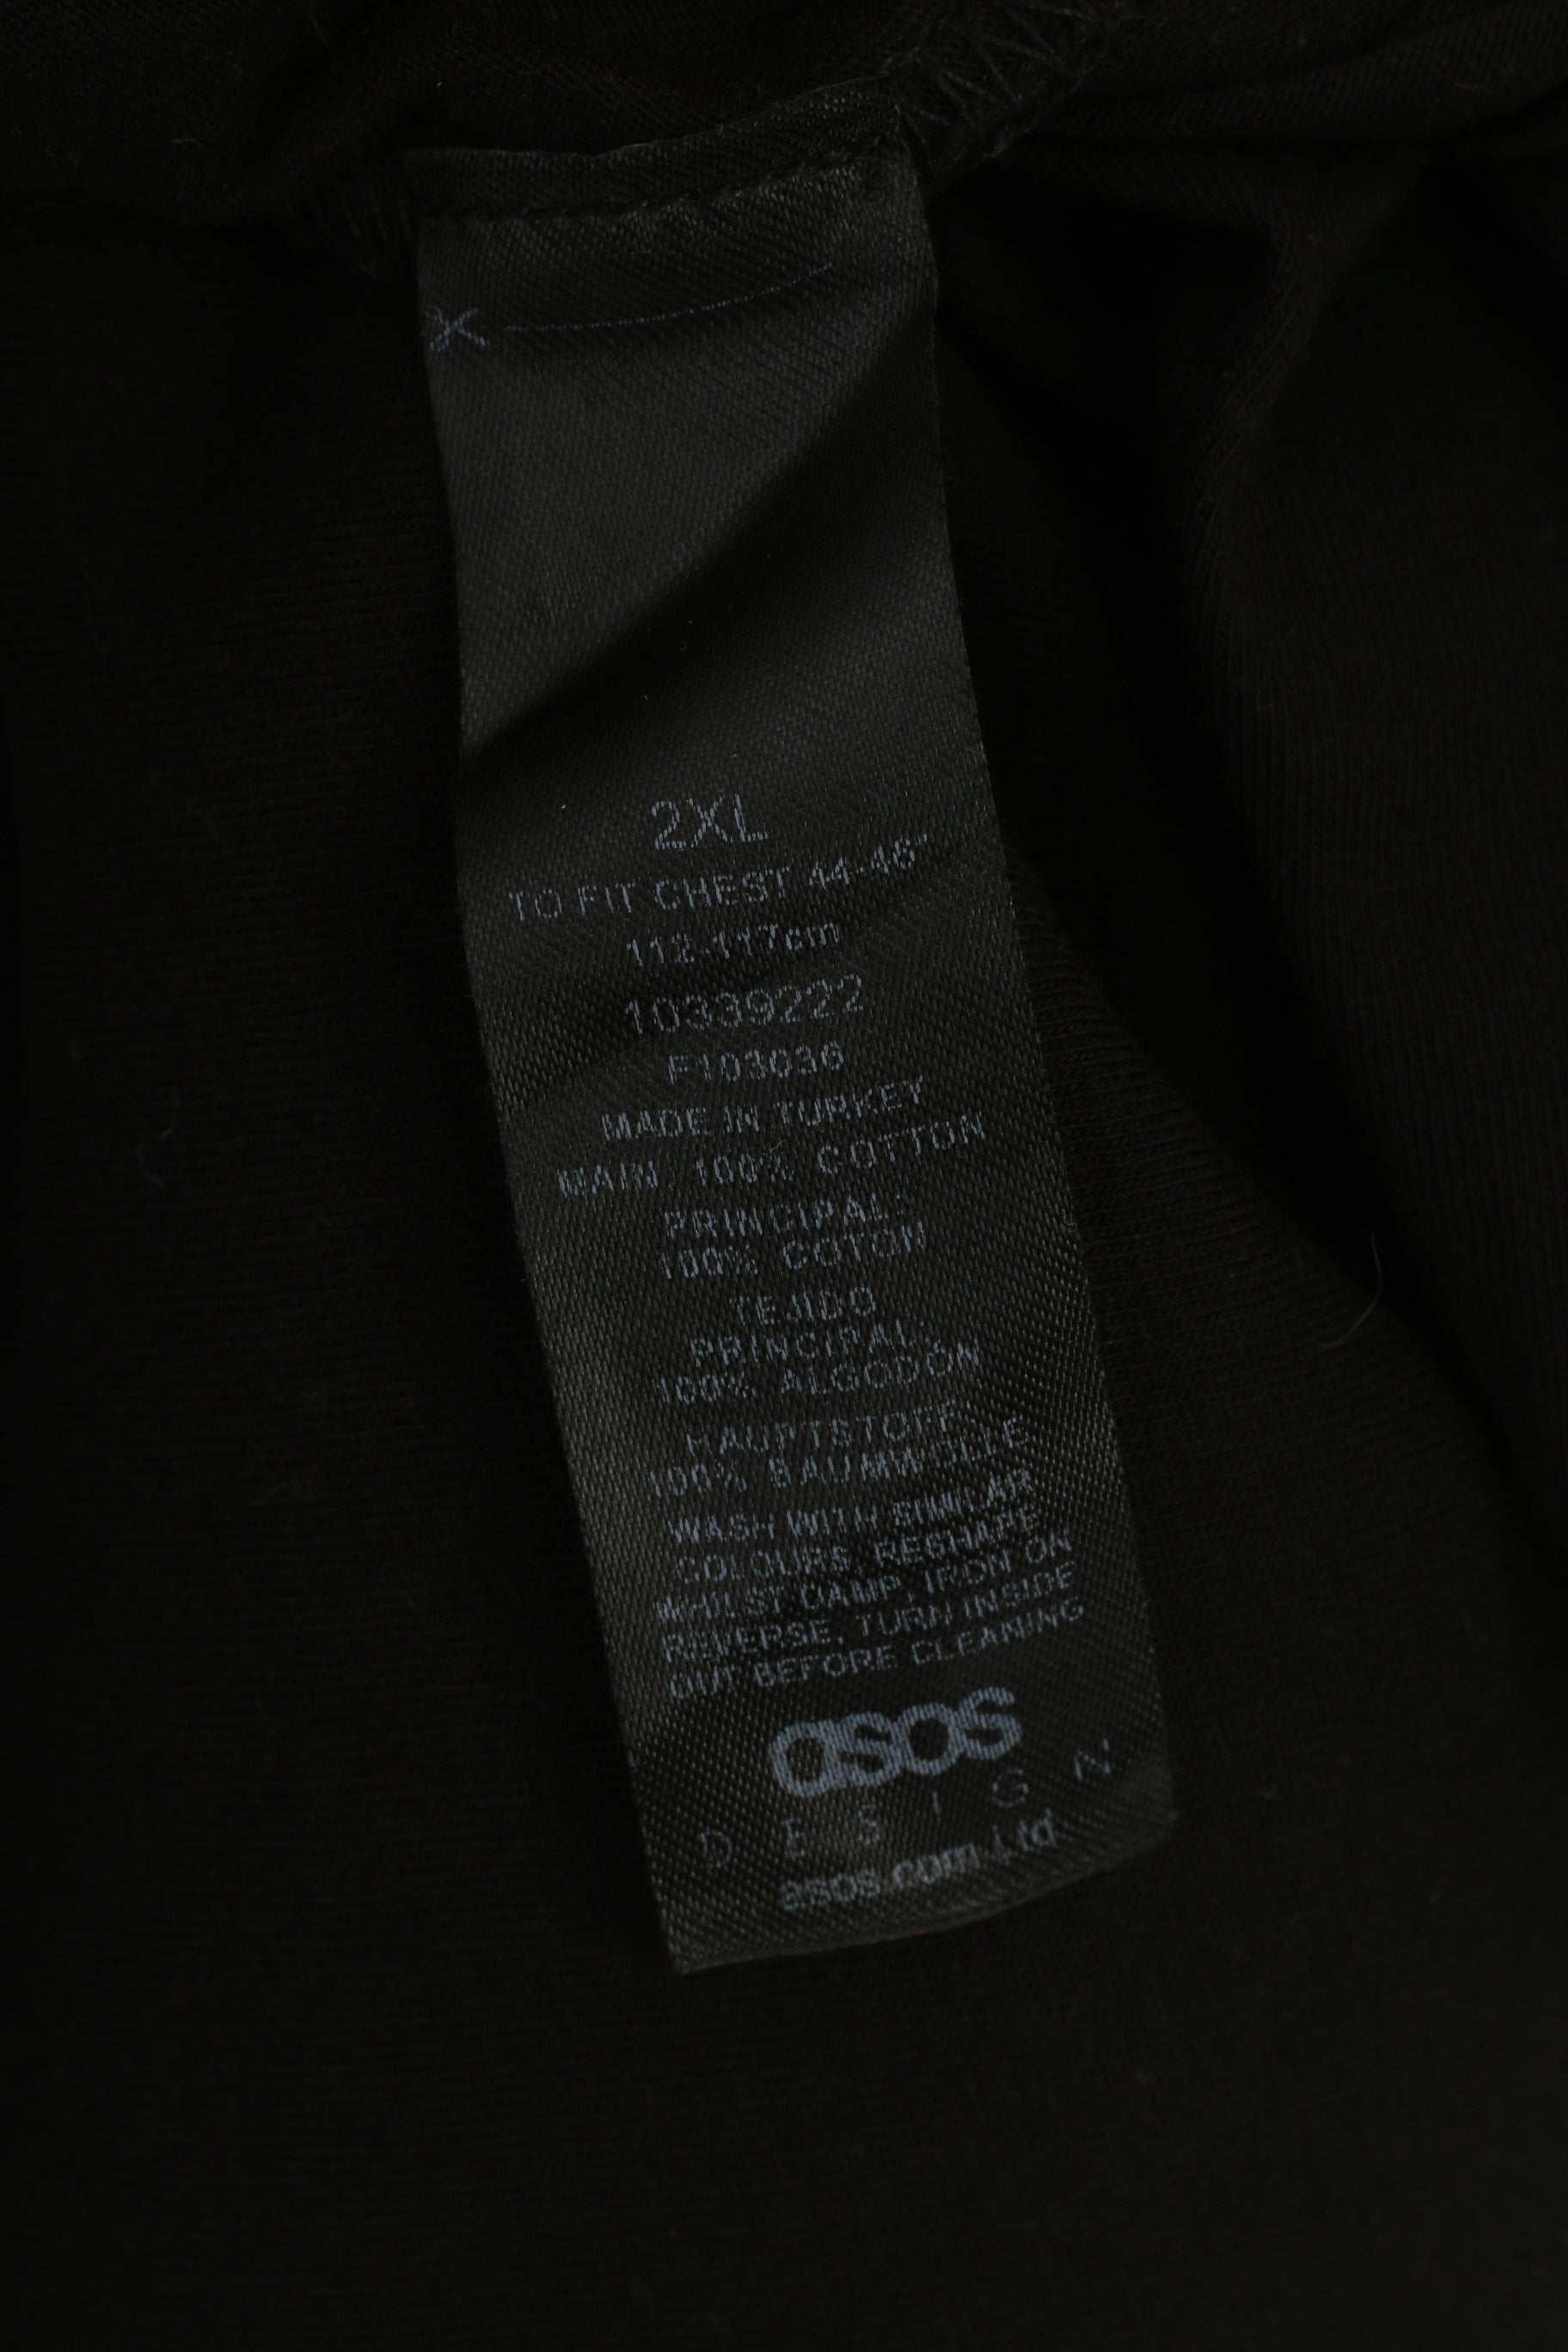 2XL
TO FIT CHEST 44-46"
112-117cm
10339222
F103036
MADE IN TURKEY
MAIN 100% COTTON
PRINCIPAL:
100% COTON
TEJIDO
PRINCIPAL
100% ALGODÓN
HAUPTSTOFF
100% BAUMWOLLE
WASH WITH SIMILAR
COLOURS, RESHAPE
WHILST DAMP, IRON ON
REVERSE, TURN INSIDE
OUT BEFORE CLEANING
asos
DESIGN
asos.com Ltd